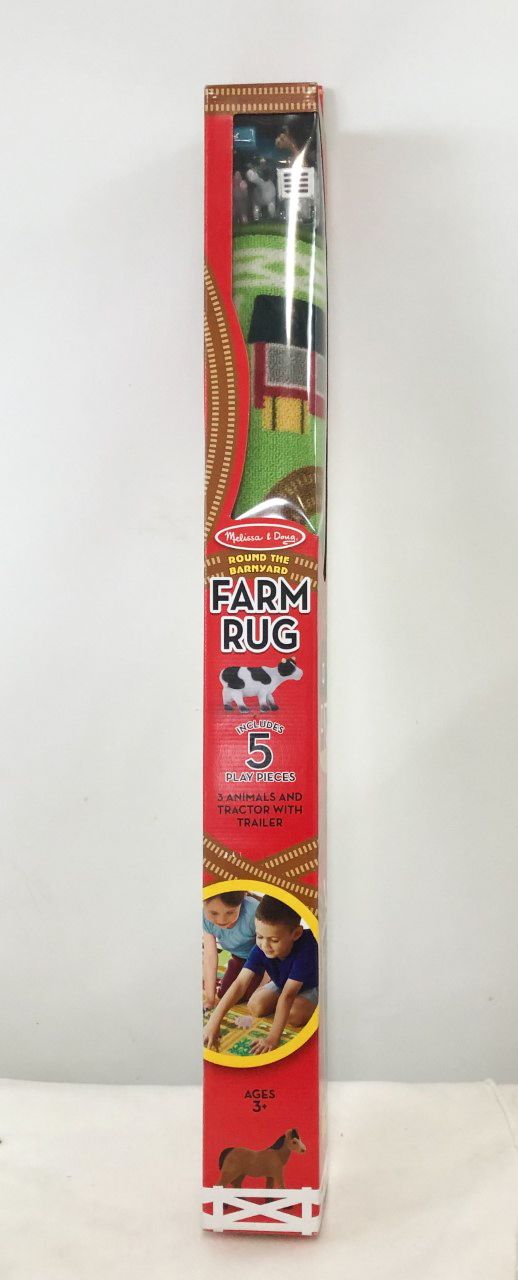 Melissa & Doug
ROUND THE
BARNYARD
FARM
RUG
INCLUDES
5
PLAY PIECES
3 ANIMALS AND
TRACTOR WITH
TRAILER
AGES
3+